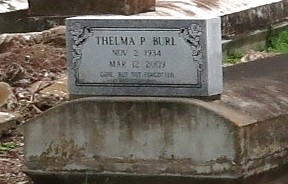 THELMA P. BURL
NOV 2, 1934
MAR 12, 2009
GONE BUT NOT FORGOTTEN